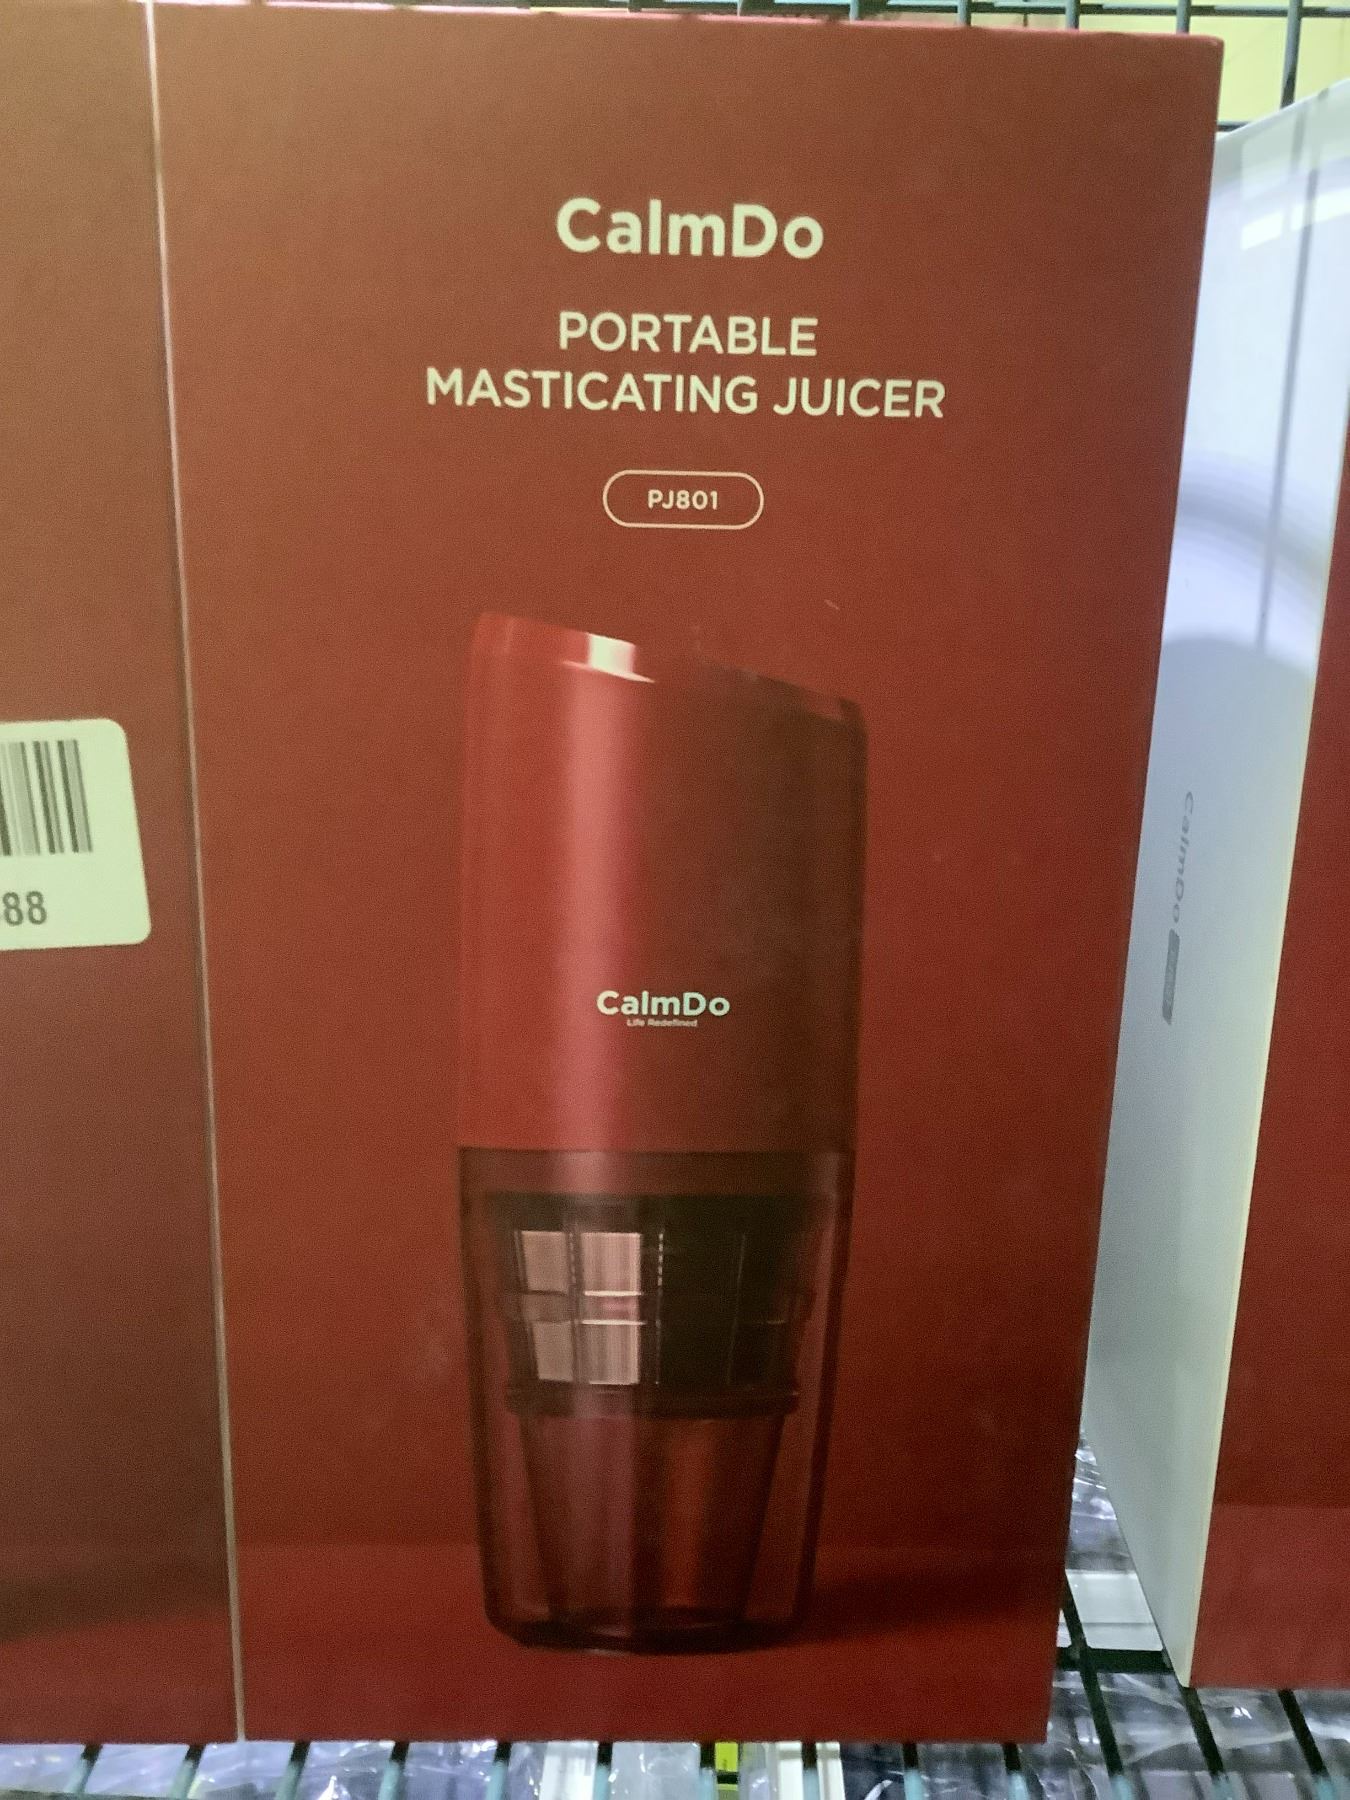 CalmDo
PORTABLE
MASTICATING JUICER
PJ801
CalmDo
Life Redefined
88
CalmDo